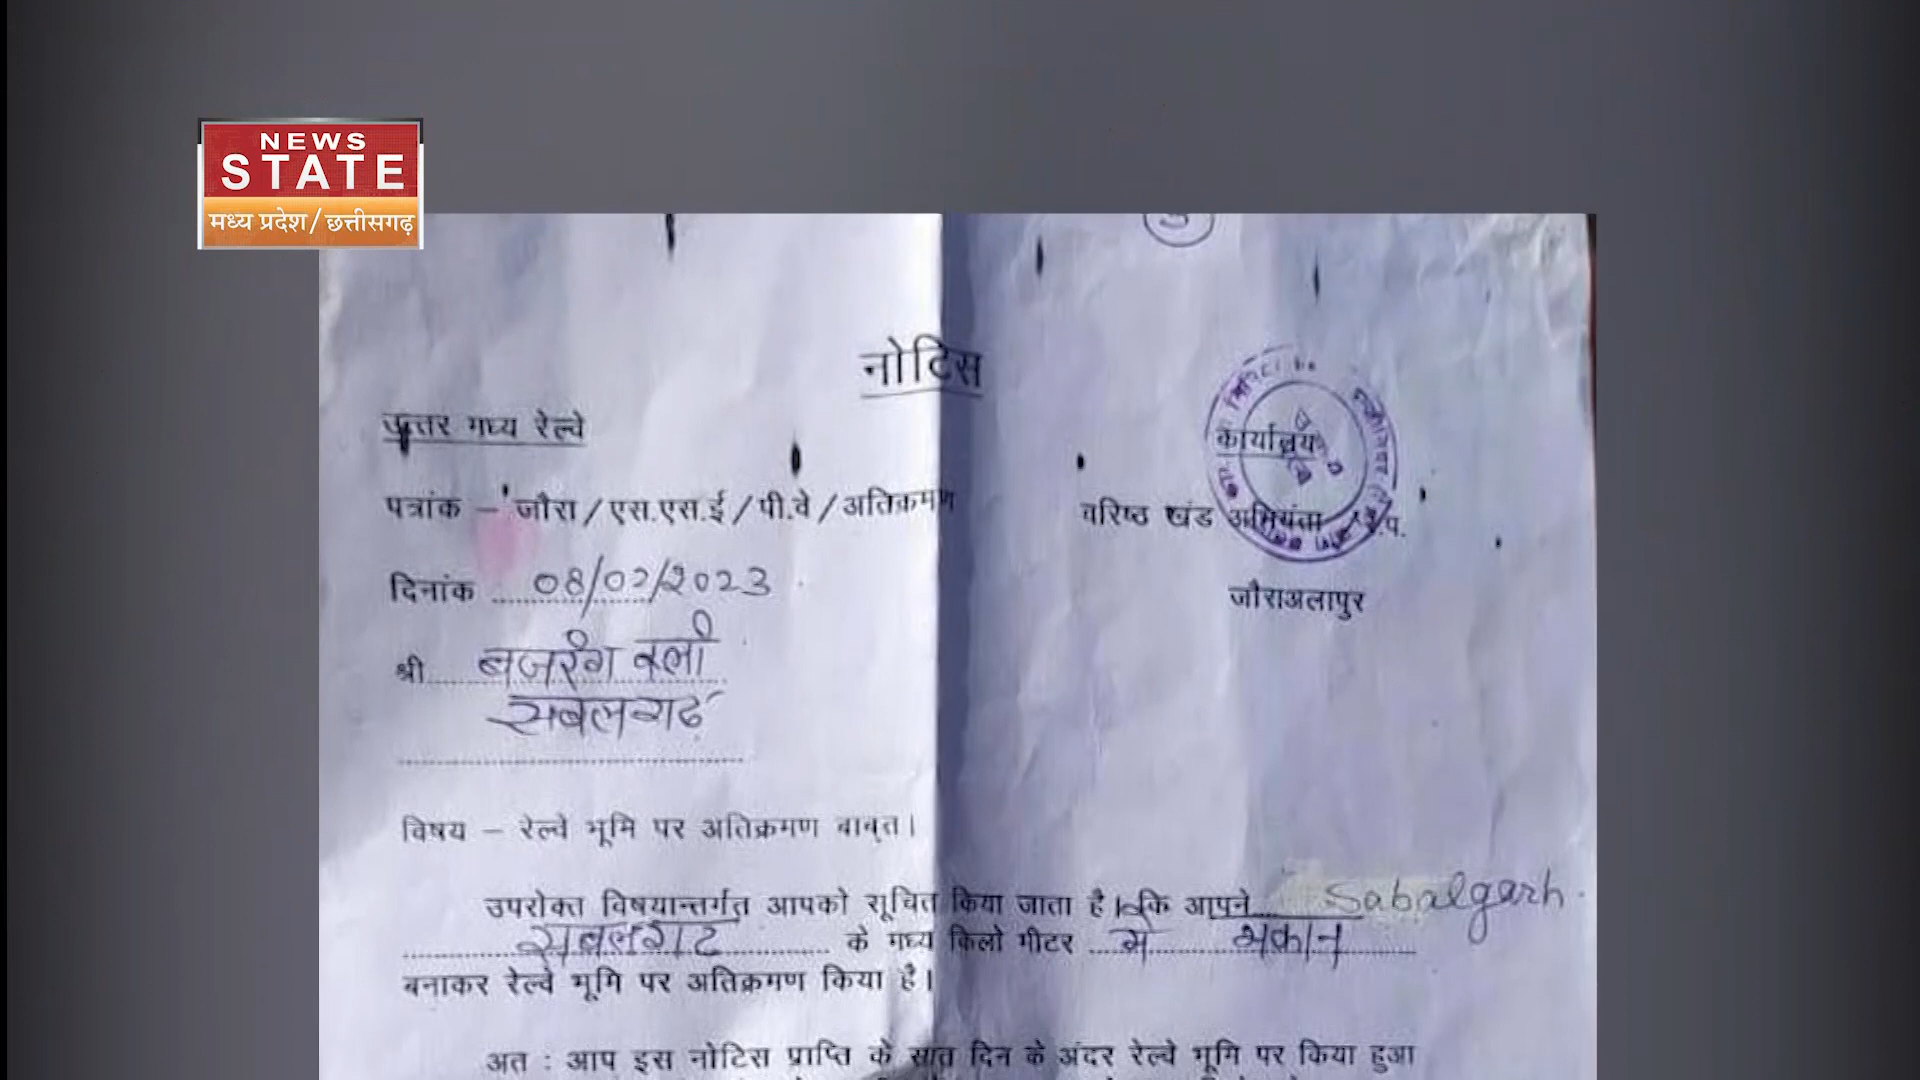 NEWS
STATE
मध्य प्रदेश/छत्तीसगढ़
नोटिस
उत्तर मध्य रेल्वे
कार्यालय
पत्रांक – जौरा/एस.एस.ई/पी.वे/अतिक्रमण
वरिष्ठ खंड अभियंता
दिनांक 08/02/2023
जौराअलापुर
श्री बजरंग बली
सबलगढ़
विषय – रेल्वे भूमि पर अतिक्रमण बाबत।
उपरोक्त विषयान्तर्गत आपको सूचित किया जाता है। कि आपने Sabalgarh
सबलगढ के मध्य किलो मीटर में मकान
बनाकर रेल्वे भूमि पर अतिक्रमण किया है।
अत : आप इस नोटिस प्राप्ति के सात दिन के अंदर रेल्वे भूमि पर किया हुआ